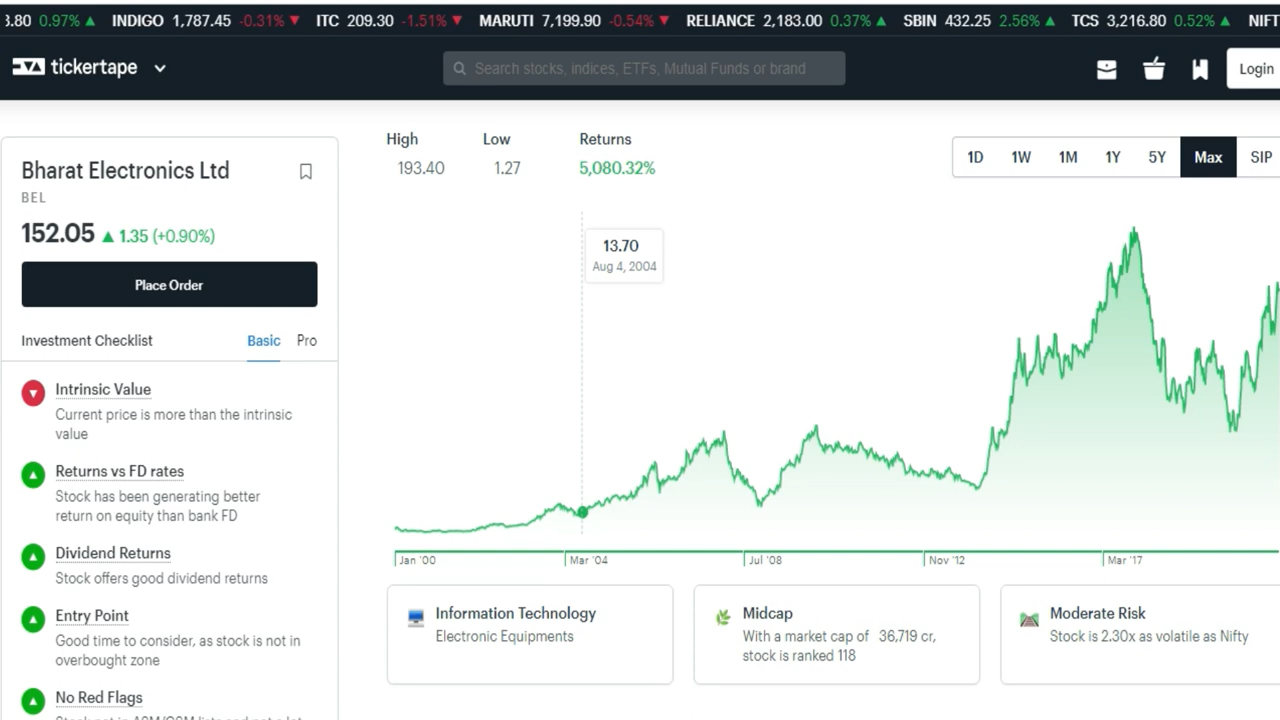 3.80 0.97% ▲ INDIGO 1,787.45 -0.31% ▼ ITC 209.30 -1.51% ▼ MARUTI 7,199.90 -0.54% ▼ RELIANCE 2,183.00 0.37% ▲ SBIN 432.25 2.56% ▲ TCS 3,216.80 0.52% ▲ NIFT
tickertape
Search stocks, indices, ETFs, Mutual Funds or brand
Login
Bharat Electronics Ltd
BEL
152.05 ▲ 1.35 (+0.90%)
Place Order
Investment Checklist Basic Pro
Intrinsic Value
Current price is more than the intrinsic
value
Returns vs FD rates
Stock has been generating better
return on equity than bank FD
Dividend Returns
Stock offers good dividend returns
Entry Point
Good time to consider, as stock is not in
overbought zone
No Red Flags
High Low Returns
193.40 1.27 5,080.32%
1D 1W 1M 1Y 5Y Max SIP
13.70
Aug 4, 2004
Jan '00 Mar '04 Jul '08 Nov '12 Mar '17
Information Technology
Electronic Equipments
Midcap
With a market cap of 36,719 cr,
stock is ranked 118
Moderate Risk
Stock is 2.30x as volatile as Nifty